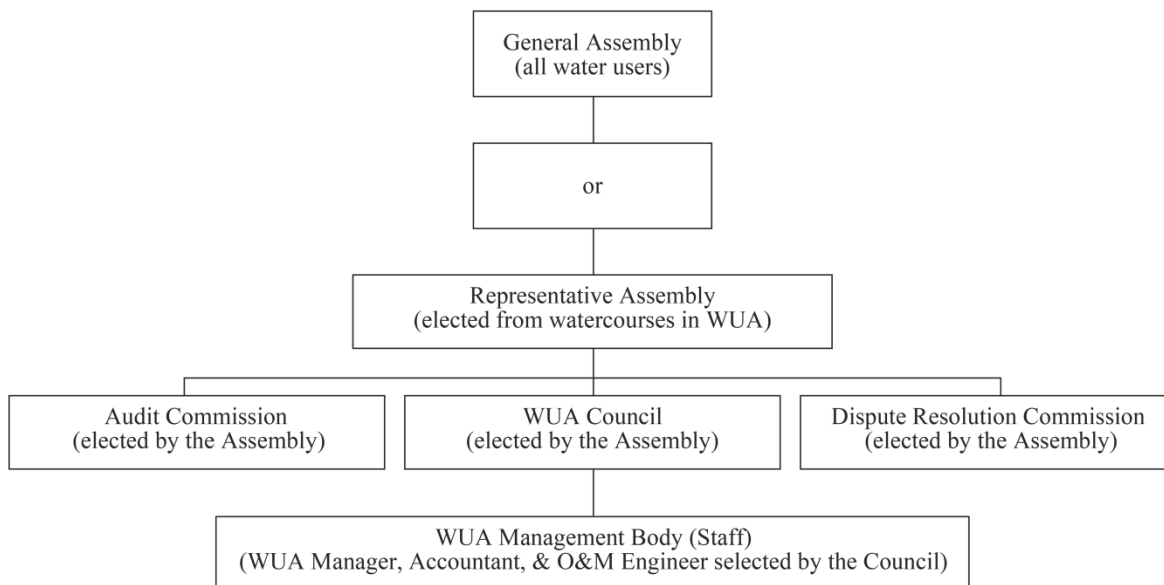 General Assembly
(all water users)
or
Representative Assembly
(elected from watercourses in WUA)
Audit Commission
(elected by the Assembly)
WUA Council
(elected by the Assembly)
Dispute Resolution Commission
(elected by the Assembly)
WUA Management Body (Staff)
(WUA Manager, Accountant, & O&M Engineer selected by the Council)